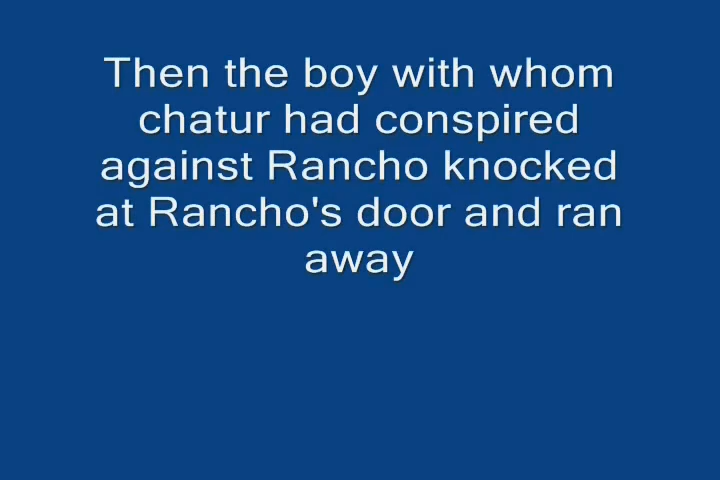 Then the boy with whom
chatur had conspired
against Rancho knocked
at Rancho's door and ran
away